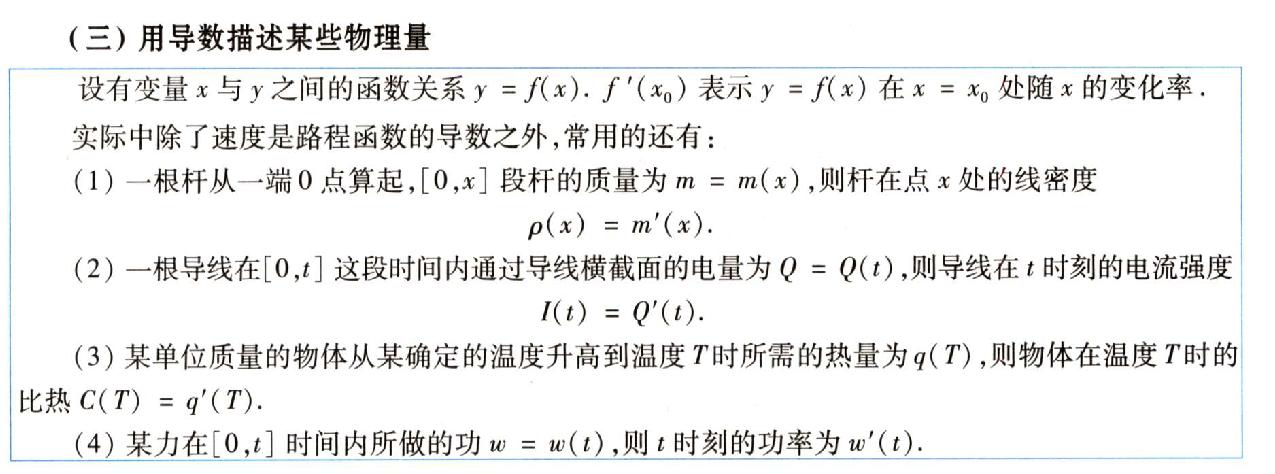 (三) 用导数描述某些物理量
设有变量 x 与 y 之间的函数关系 y = f(x). f ′(x₀) 表示 y = f(x) 在 x = x₀ 处随 x 的变化率.
实际中除了速度是路程函数的导数之外,常用的还有:
(1) 一根杆从一端 0 点算起,[0,x] 段杆的质量为 m = m(x),则杆在点 x 处的线密度
ρ(x) = m′(x).
(2) 一根导线在[0,t] 这段时间内通过导线横截面的电量为 Q = Q(t),则导线在 t 时刻的电流强度
I(t) = Q′(t).
(3) 某单位质量的物体从某确定的温度升高到温度 T 时所需的热量为 q(T),则物体在温度 T 时的
比热 C(T) = q′(T).
(4) 某力在[0,t] 时间内所做的功 w = w(t),则 t 时刻的功率为 w′(t).